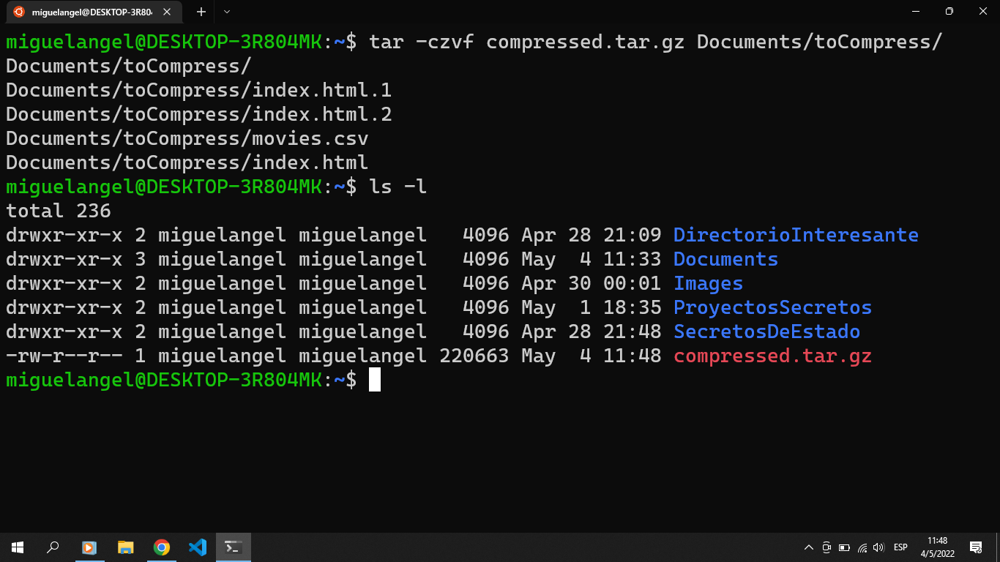 miguelangel@DESKTOP-3R804
miguelangel@DESKTOP-3R804MK:~$ tar -czvf compressed.tar.gz Documents/toCompress/
Documents/toCompress/
Documents/toCompress/index.html.1
Documents/toCompress/index.html.2
Documents/toCompress/movies.csv
Documents/toCompress/index.html
miguelangel@DESKTOP-3R804MK:~$ ls -l
total 236
drwxr-xr-x 2 miguelangel miguelangel   4096 Apr 28 21:09 DirectorioInteresante
drwxr-xr-x 3 miguelangel miguelangel   4096 May  4 11:33 Documents
drwxr-xr-x 2 miguelangel miguelangel   4096 Apr 30 00:01 Images
drwxr-xr-x 2 miguelangel miguelangel   4096 May  1 18:35 ProyectosSecretos
drwxr-xr-x 2 miguelangel miguelangel   4096 Apr 28 21:48 SecretosDeEstado
-rw-r--r-- 1 miguelangel miguelangel 220663 May  4 11:48 compressed.tar.gz
miguelangel@DESKTOP-3R804MK:~$
ESP
11:48
4/5/2022